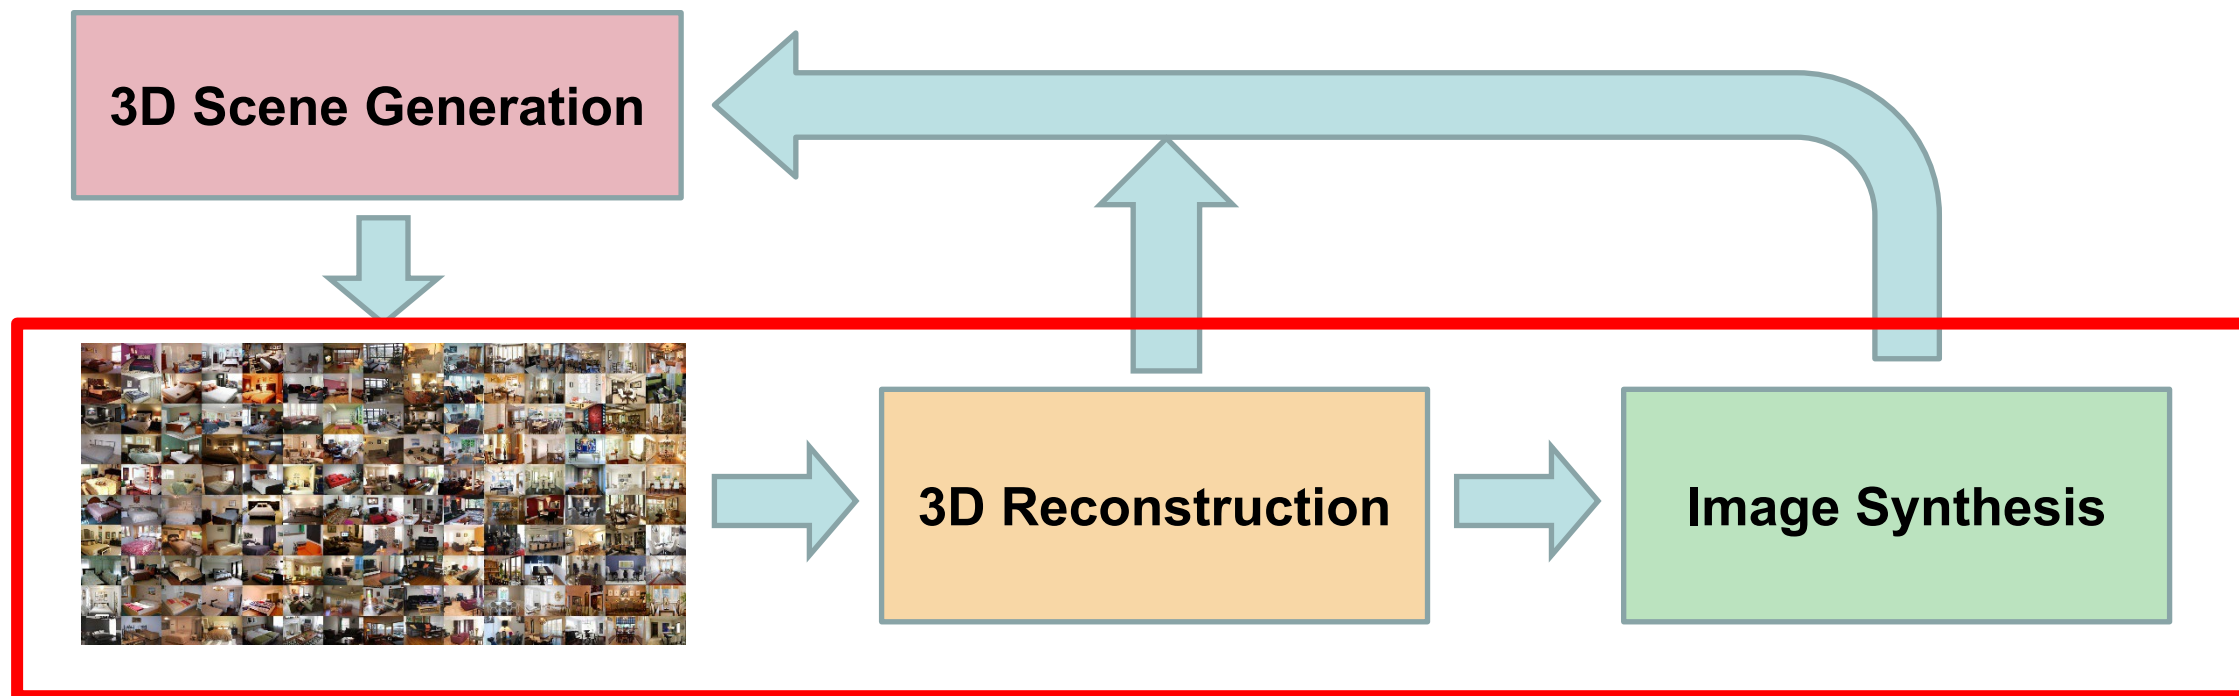 3D Scene Generation
3D Reconstruction
Image Synthesis